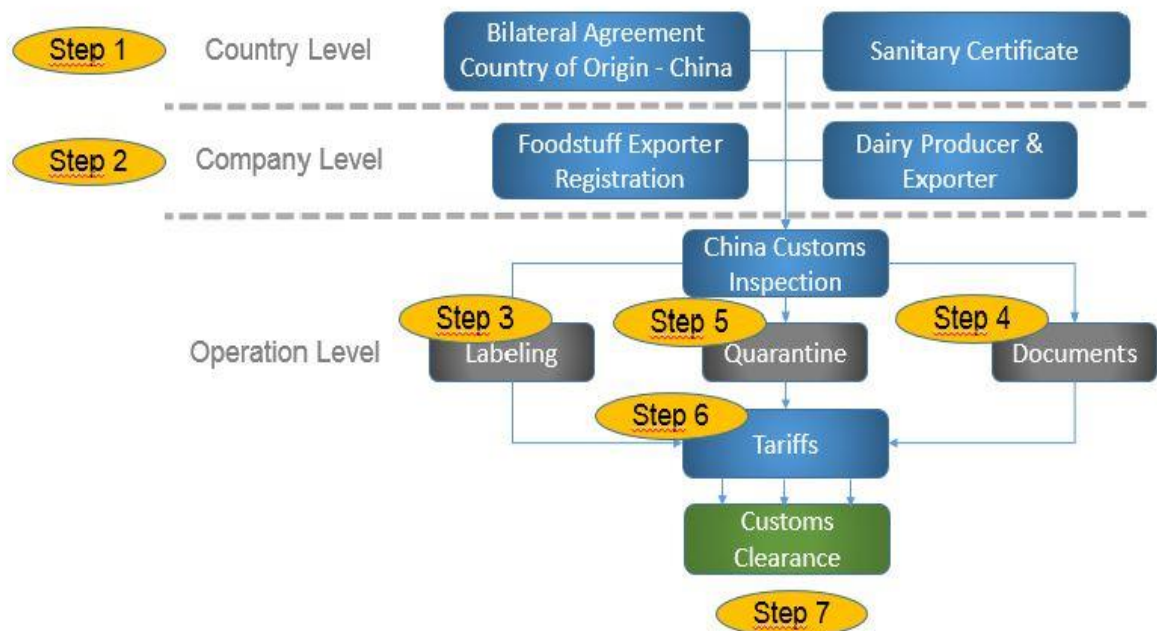 Step 1
Country Level
Bilateral Agreement
Country of Origin - China
Sanitary Certificate
Step 2
Company Level
Foodstuff Exporter
Registration
Dairy Producer &
Exporter
China Customs
Inspection
Operation Level
Step 3
Labeling
Step 5
Quarantine
Step 4
Documents
Step 6
Tariffs
Customs
Clearance
Step 7